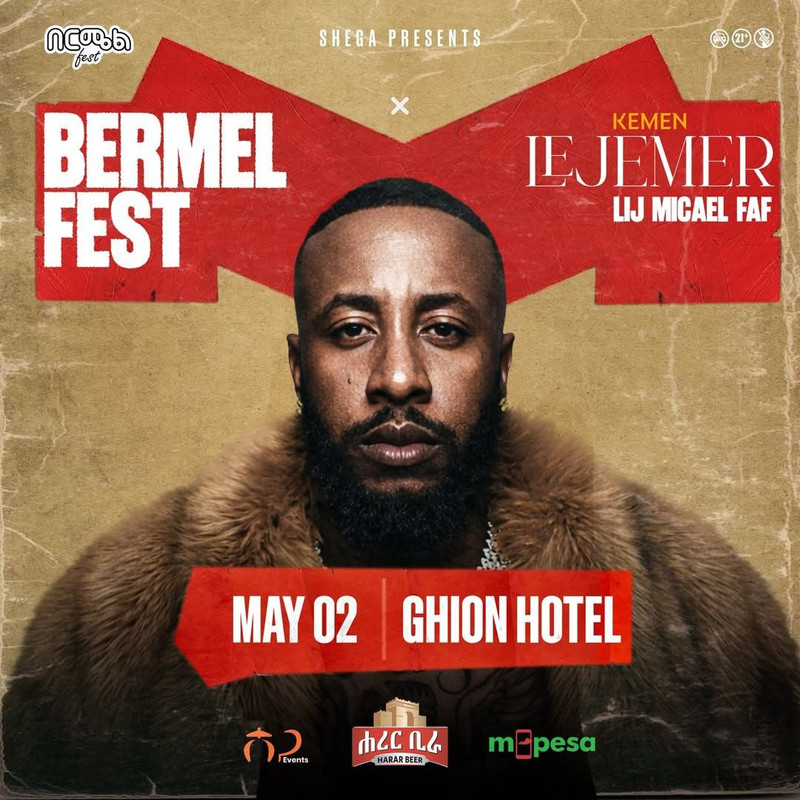 በርሜል
fest
SHEGA PRESENTS
21+
×
BERMEL
FEST
KEMEN
LEJEMER
LIJ MICAEL FAF
MAY 02 | GHION HOTEL
Events
ሐረር ቢራ
HARAR BEER
m-pesa